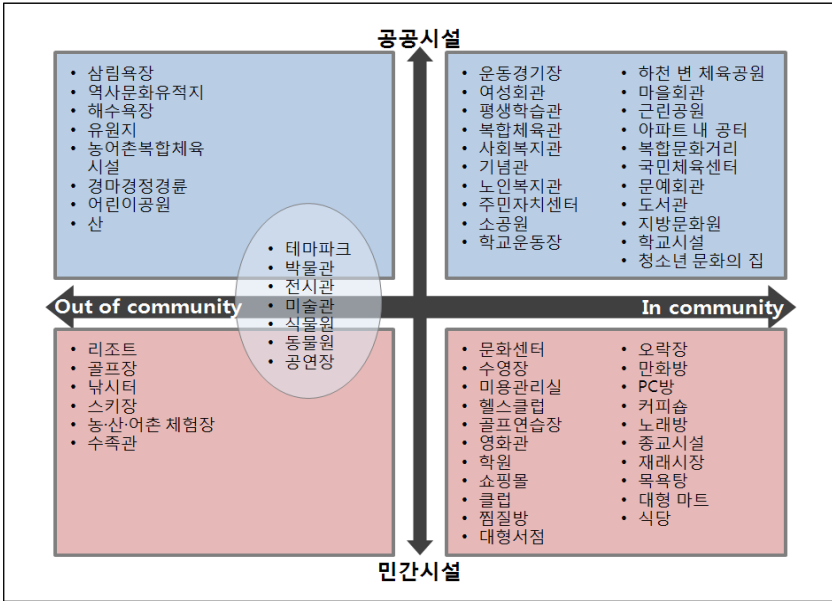 공공시설
• 삼림욕장
• 역사문화유적지
• 해수욕장
• 유원지
• 농어촌복합체육
시설
• 경마경정경륜
• 어린이공원
• 산
• 운동경기장
• 여성회관
• 평생학습관
• 복합체육관
• 사회복지관
• 기념관
• 노인복지관
• 주민자치센터
• 소공원
• 학교운동장
• 하천 변 체육공원
• 마을회관
• 근린공원
• 아파트 내 공터
• 복합문화거리
• 국민체육센터
• 문예회관
• 도서관
• 지방문화원
• 학교시설
• 청소년 문화의 집
• 테마파크
• 박물관
• 전시관
• 미술관
• 식물원
• 동물원
• 공연장
Out of community
In community
• 리조트
• 골프장
• 낚시터
• 스키장
• 농·산·어촌 체험장
• 수족관
• 문화센터
• 수영장
• 미용관리실
• 헬스클럽
• 골프연습장
• 영화관
• 학원
• 쇼핑몰
• 클럽
• 찜질방
• 대형서점
• 오락장
• 만화방
• PC방
• 커피숍
• 노래방
• 종교시설
• 재래시장
• 목욕탕
• 대형 마트
• 식당
민간시설